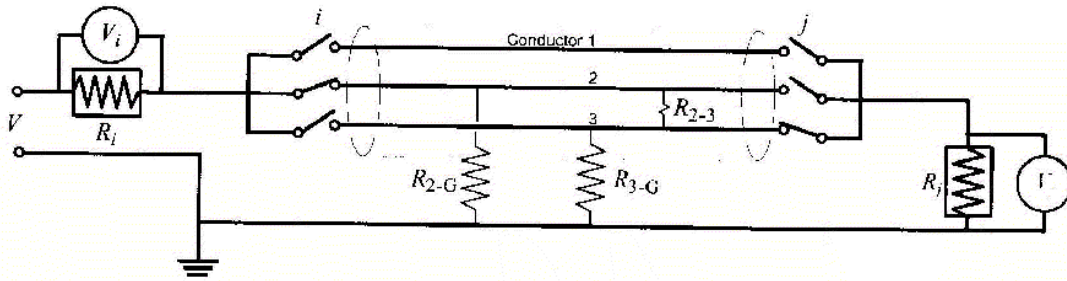 V_i
i
j
Conductor 1
2
R_2-3
3
V
R_i
R_2-G
R_3-G
R_j
V